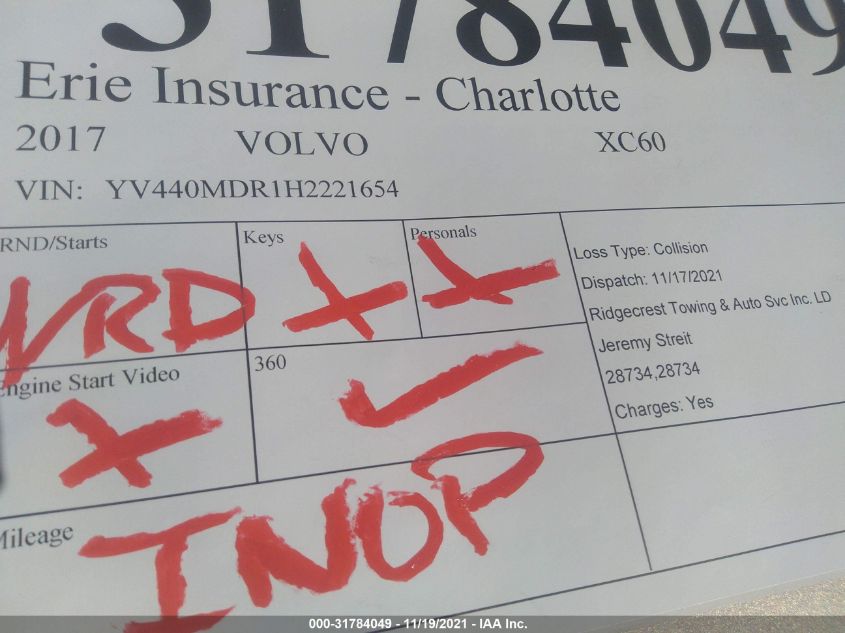 31784049
Erie Insurance - Charlotte
2017 VOLVO XC60
VIN: YV440MDR1H2221654
RND/Starts Keys Personals
NRD X X
Engine Start Video 360
X ✓
Mileage
INOP
Loss Type: Collision
Dispatch: 11/17/2021
Ridgecrest Towing & Auto Svc Inc. LD
Jeremy Streit
28734,28734
Charges: Yes
000-31784049 - 11/19/2021 - IAA Inc.